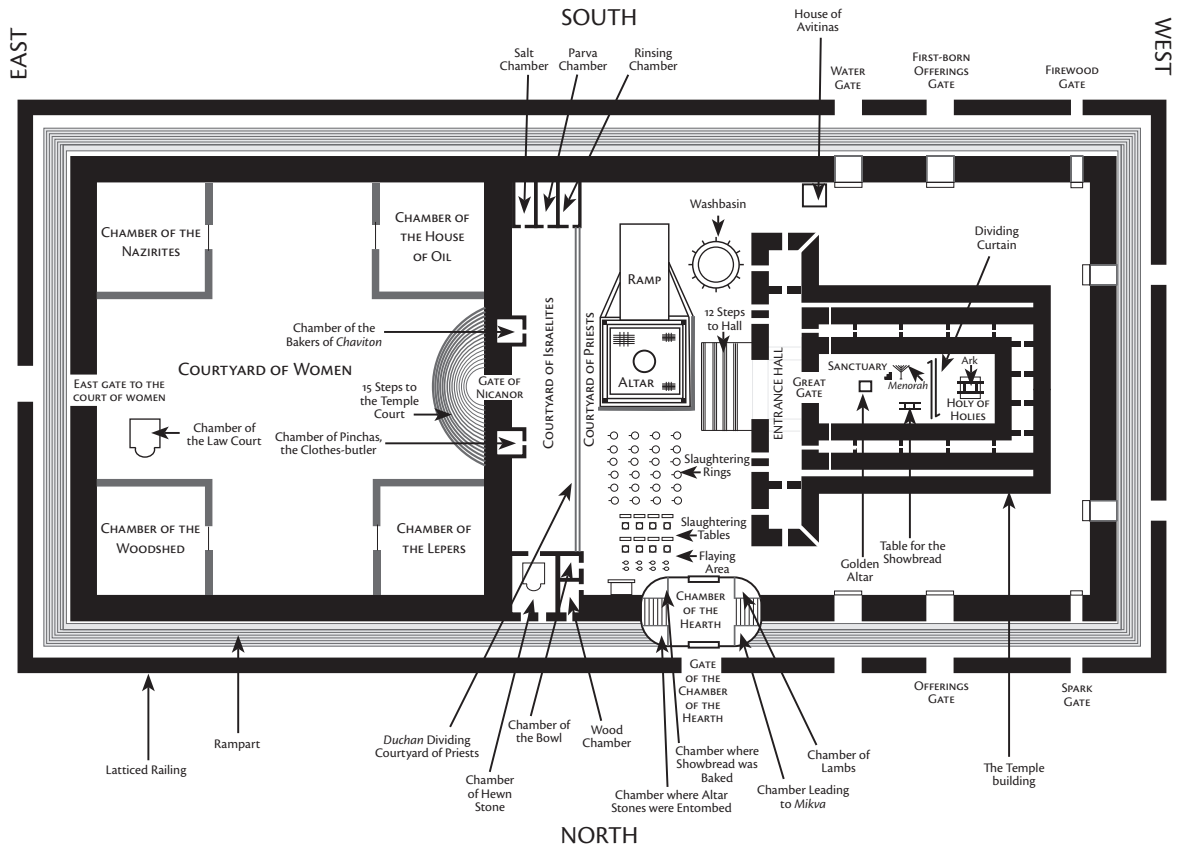 SOUTH
EAST
WEST
House of
Avitinas
Salt
Chamber
Parva
Chamber
Rinsing
Chamber
Water
Gate
First-born
Offerings
Gate
Firewood
Gate
Washbasin
Dividing
Curtain
Chamber of the
Nazirites
Chamber of
the House
of Oil
Ramp
12 Steps
to Hall
Chamber of the
Bakers of Chaviton
Courtyard of Israelites
Courtyard of Priests
Altar
Entrance Hall
Great
Gate
Sanctuary
Menorah
Ark
Holy of
Holies
Courtyard of Women
East gate to the
court of women
15 Steps to
the Temple
Court
Gate of
Nicanor
Chamber of
the Law Court
Chamber of Pinchas,
the Clothes-butler
Slaughtering
Rings
Chamber of the
Woodshed
Chamber of
the Lepers
Slaughtering
Tables
Flaying
Area
Golden
Altar
Table for the
Showbread
Chamber
of the
Hearth
Gate
of the
Chamber
of the
Hearth
Offerings
Gate
Spark
Gate
Latticed Railing
Rampart
Duchan Dividing
Courtyard of Priests
Chamber
of Hewn
Stone
Chamber of
the Bowl
Wood
Chamber
Chamber where
Showbread was
Baked
Chamber where Altar
Stones were Entombed
Chamber Leading
to Mikva
Chamber of
Lambs
The Temple
building
NORTH